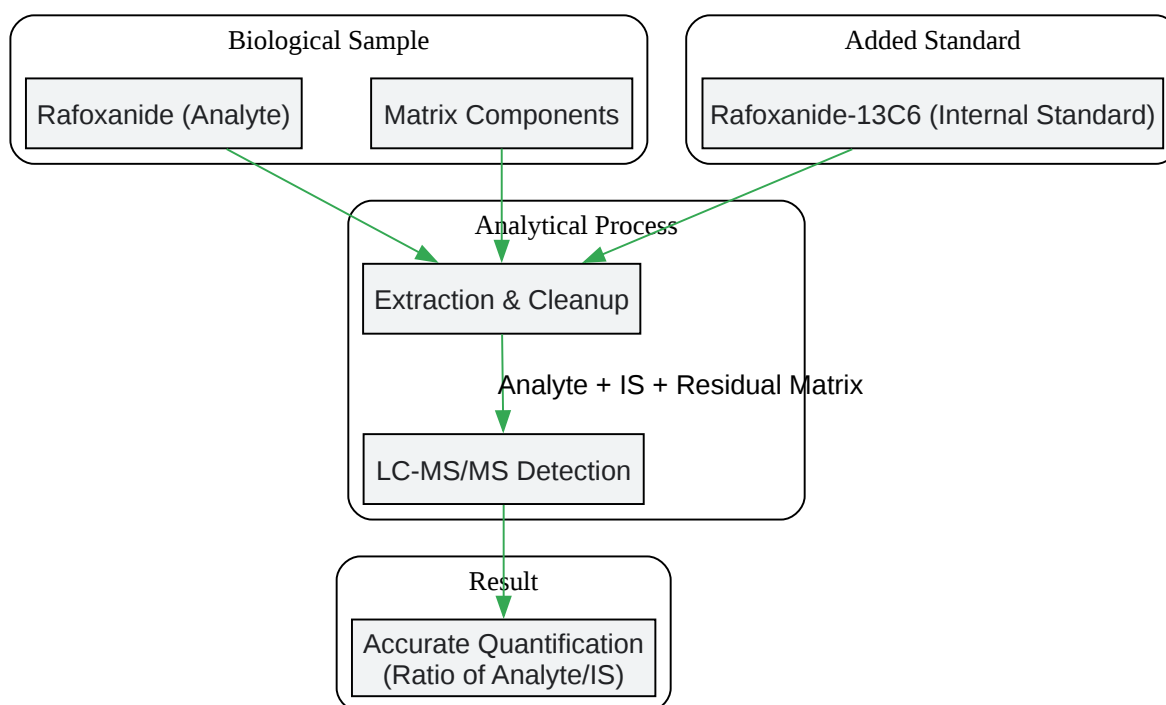 Biological Sample
Added Standard
Rafoxanide (Analyte)
Matrix Components
Rafoxanide-13C6 (Internal Standard)
Analytical Process
Extraction & Cleanup
Analyte + IS + Residual Matrix
LC-MS/MS Detection
Result
Accurate Quantification
(Ratio of Analyte/IS)